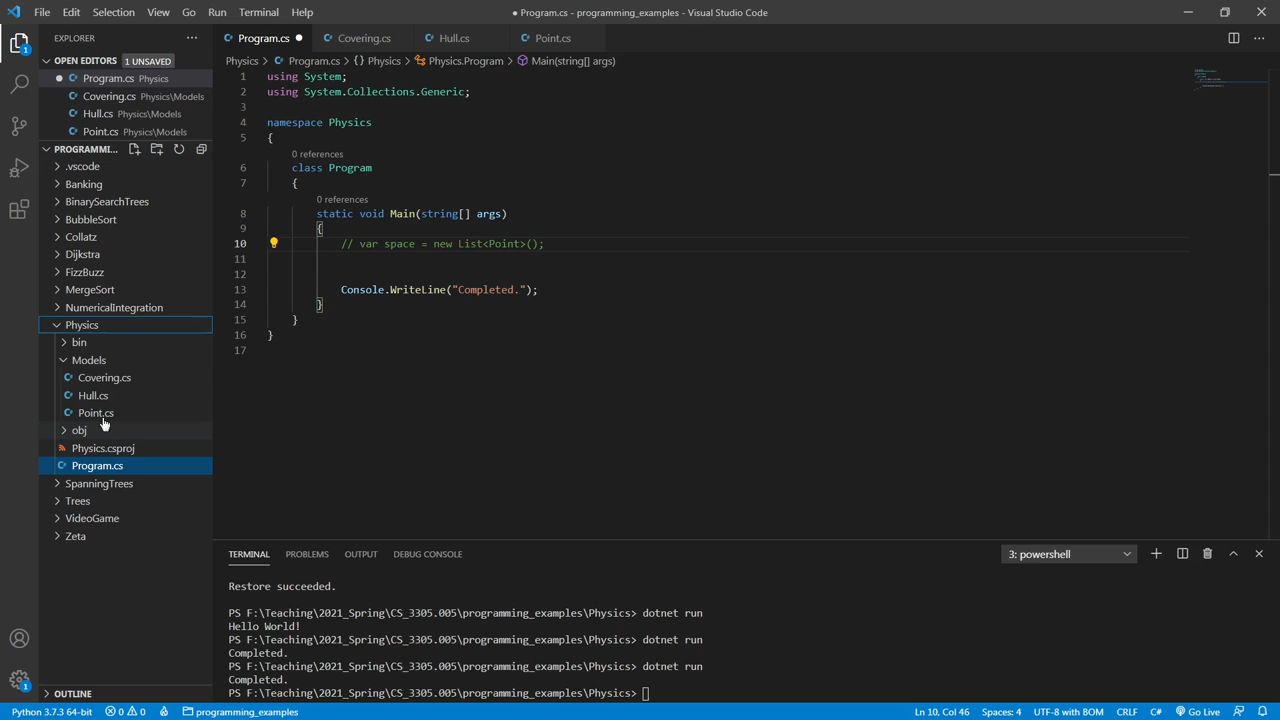 File Edit Selection View Go Run Terminal Help
● Program.cs - programming_examples - Visual Studio Code
EXPLORER
OPEN EDITORS 1 UNSAVED
Program.cs Physics
Covering.cs Physics\Models
Hull.cs Physics\Models
Point.cs Physics\Models
PROGRAMMI...
.vscode
Banking
BinarySearchTrees
BubbleSort
Collatz
Dijkstra
FizzBuzz
MergeSort
NumericalIntegration
Physics
bin
Models
Covering.cs
Hull.cs
Point.cs
obj
Physics.csproj
Program.cs
SpanningTrees
Trees
VideoGame
Zeta
OUTLINE
1
1
Program.cs Covering.cs Hull.cs Point.cs
Physics > Program.cs > {} Physics > Physics.Program > Main(string[] args)
1 using System;
2 using System.Collections.Generic;
3
4 namespace Physics
5 {
0 references
6 class Program
7 {
0 references
8 static void Main(string[] args)
9 {
10 // var space = new List<Point>();
11
12
13 Console.WriteLine("Completed.");
14 }
15 }
16 }
17
TERMINAL PROBLEMS OUTPUT DEBUG CONSOLE 3: powershell
Restore succeeded.
PS F:\Teaching\2021_Spring\CS_3305.005\programming_examples\Physics> dotnet run
Hello World!
PS F:\Teaching\2021_Spring\CS_3305.005\programming_examples\Physics> dotnet run
Completed.
PS F:\Teaching\2021_Spring\CS_3305.005\programming_examples\Physics> dotnet run
Completed.
PS F:\Teaching\2021_Spring\CS_3305.005\programming_examples\Physics>
Python 3.7.3 64-bit 0 0 programming_examples Ln 10, Col 46 Spaces: 4 UTF-8 with BOM CRLF C# Go Live